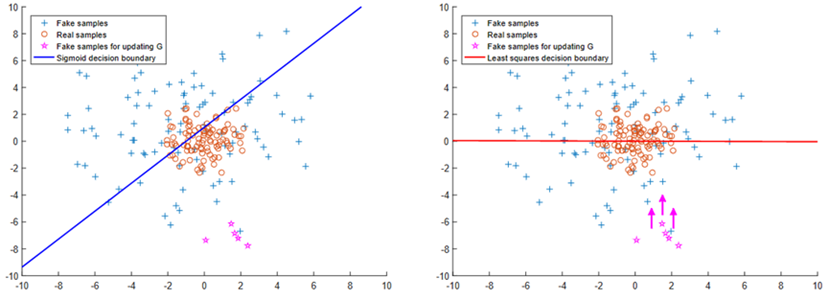 Fake samples
Real samples
Fake samples for updating G
Sigmoid decision boundary
10
8
6
4
2
0
-2
-4
-6
-8
-10
-10 -8 -6 -4 -2 0 2 4 6 8 10
Fake samples
Real samples
Fake samples for updating G
Least squares decision boundary
10
8
6
4
2
0
-2
-4
-6
-8
-10
-10 -8 -6 -4 -2 0 2 4 6 8 10